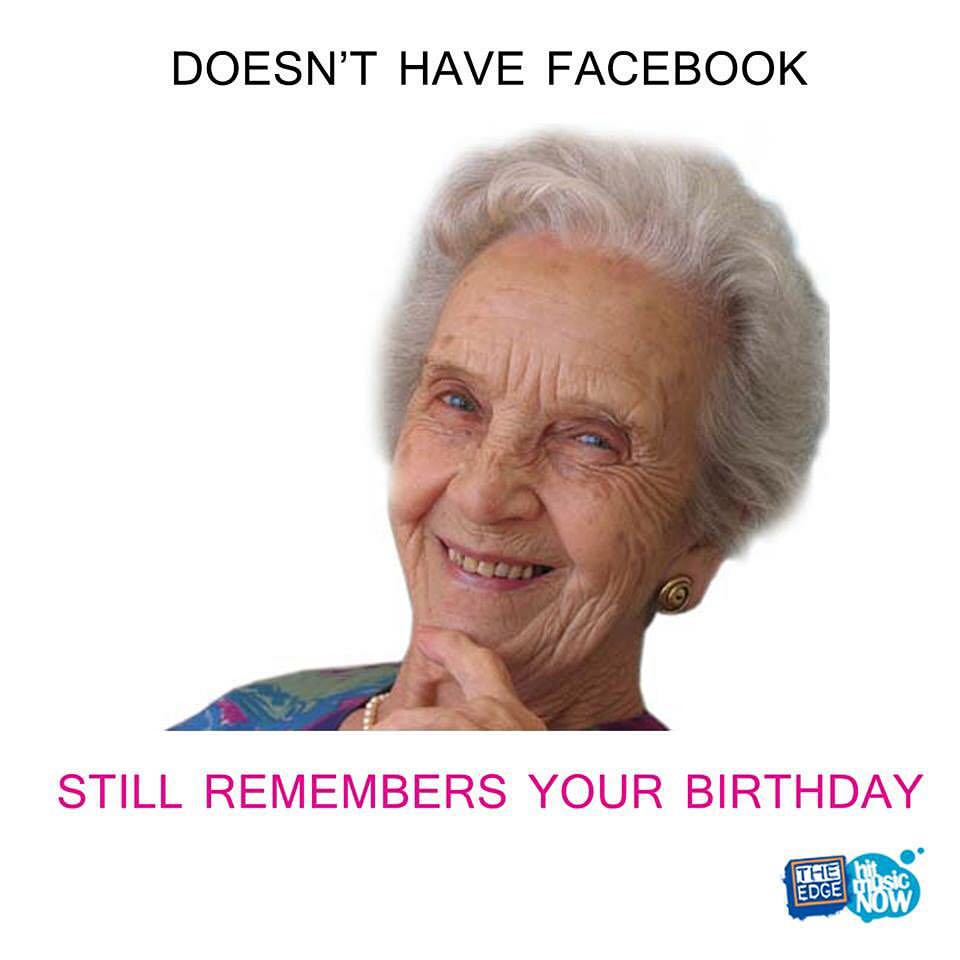 DOESN'T HAVE FACEBOOK
STILL REMEMBERS YOUR BIRTHDAY
THE
EDGE
hit
music
NOW